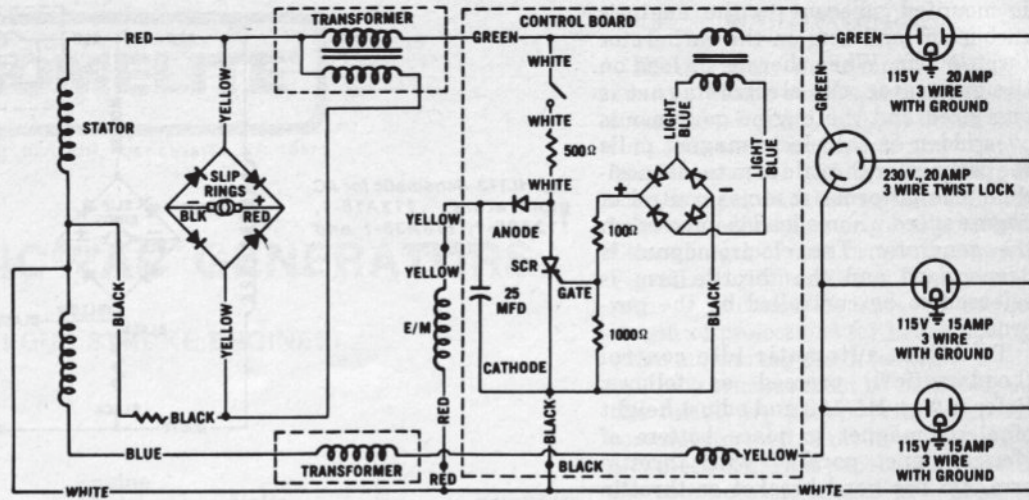 TRANSFORMER
CONTROL BOARD
RED
GREEN
GREEN
WHITE
115V 20AMP
3 WIRE
WITH GROUND
YELLOW
LIGHT
BLUE
LIGHT
BLUE
GREEN
STATOR
WHITE
500Ω
230V., 20AMP
3 WIRE TWIST LOCK
SLIP
RINGS
- +
BLK RED
WHITE
+ -
YELLOW
ANODE
100Ω
YELLOW
SCR
GATE
BLACK
YELLOW
25
MFD
E/M
BLACK
1000Ω
115V 15AMP
3 WIRE
WITH GROUND
CATHODE
BLACK
RED
BLACK
BLUE
TRANSFORMER
YELLOW
RED
BLACK
115V 15AMP
3 WIRE
WITH GROUND
WHITE
WHITE